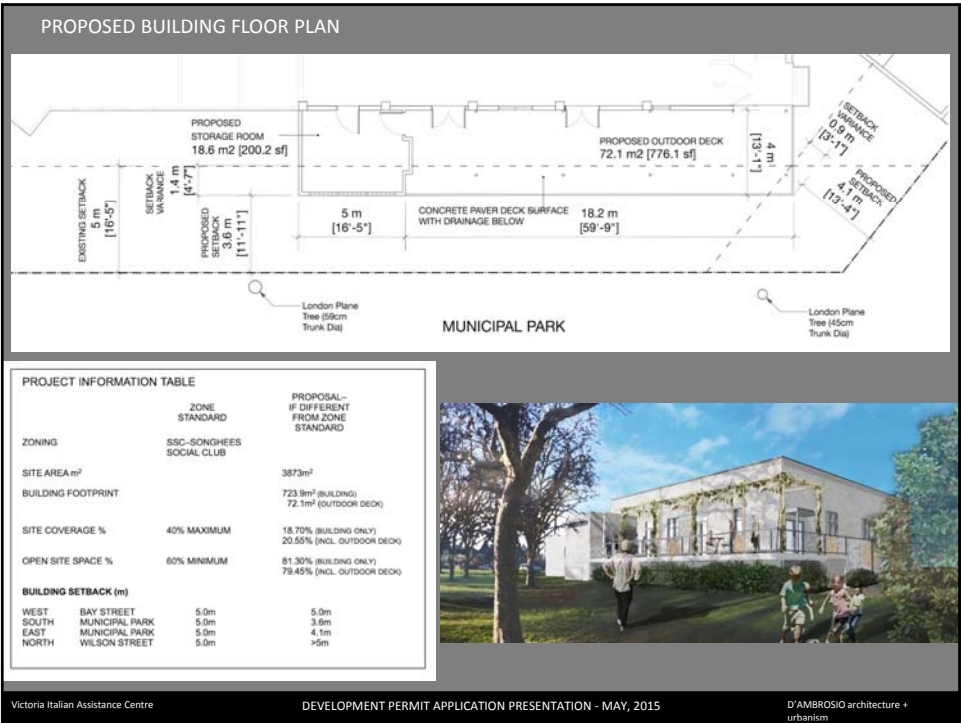 PROPOSED BUILDING FLOOR PLAN
PROPOSED
STORAGE ROOM
18.6 m2 [200.2 sf]
PROPOSED OUTDOOR DECK
72.1 m2 [776.1 sf]
4 m
[13'-1"]
SETBACK
VARIANCE
0.9 m
[3'-1"]
PROPOSED
SETBACK
4.1 m
[13'-4"]
EXISTING SETBACK
5 m
[16'-5"]
SETBACK
VARIANCE
1.4 m
[4'-7"]
PROPOSED
SETBACK
3.6 m
[11'-11"]
5 m
[16'-5"]
CONCRETE PAVER DECK SURFACE
WITH DRAINAGE BELOW
18.2 m
[59'-9"]
London Plane
Tree (59cm
Trunk Dia)
MUNICIPAL PARK
London Plane
Tree (45cm
Trunk Dia)
PROJECT INFORMATION TABLE
ZONE
STANDARD
PROPOSAL–
IF DIFFERENT
FROM ZONE
STANDARD
ZONING
SSC–SONGHEES
SOCIAL CLUB
SITE AREA m²
3873m²
BUILDING FOOTPRINT
723.9m² (BUILDING)
72.1m² (OUTDOOR DECK)
SITE COVERAGE %
40% MAXIMUM
18.70% (BUILDING ONLY)
20.55% (INCL. OUTDOOR DECK)
OPEN SITE SPACE %
60% MINIMUM
81.30% (BUILDING ONLY)
79.45% (INCL. OUTDOOR DECK)
BUILDING SETBACK (m)
WEST BAY STREET 5.0m 5.0m
SOUTH MUNICIPAL PARK 5.0m 3.6m
EAST MUNICIPAL PARK 5.0m 4.1m
NORTH WILSON STREET 5.0m >5m
Victoria Italian Assistance Centre
DEVELOPMENT PERMIT APPLICATION PRESENTATION - MAY, 2015
D'AMBROSIO architecture +
urbanism